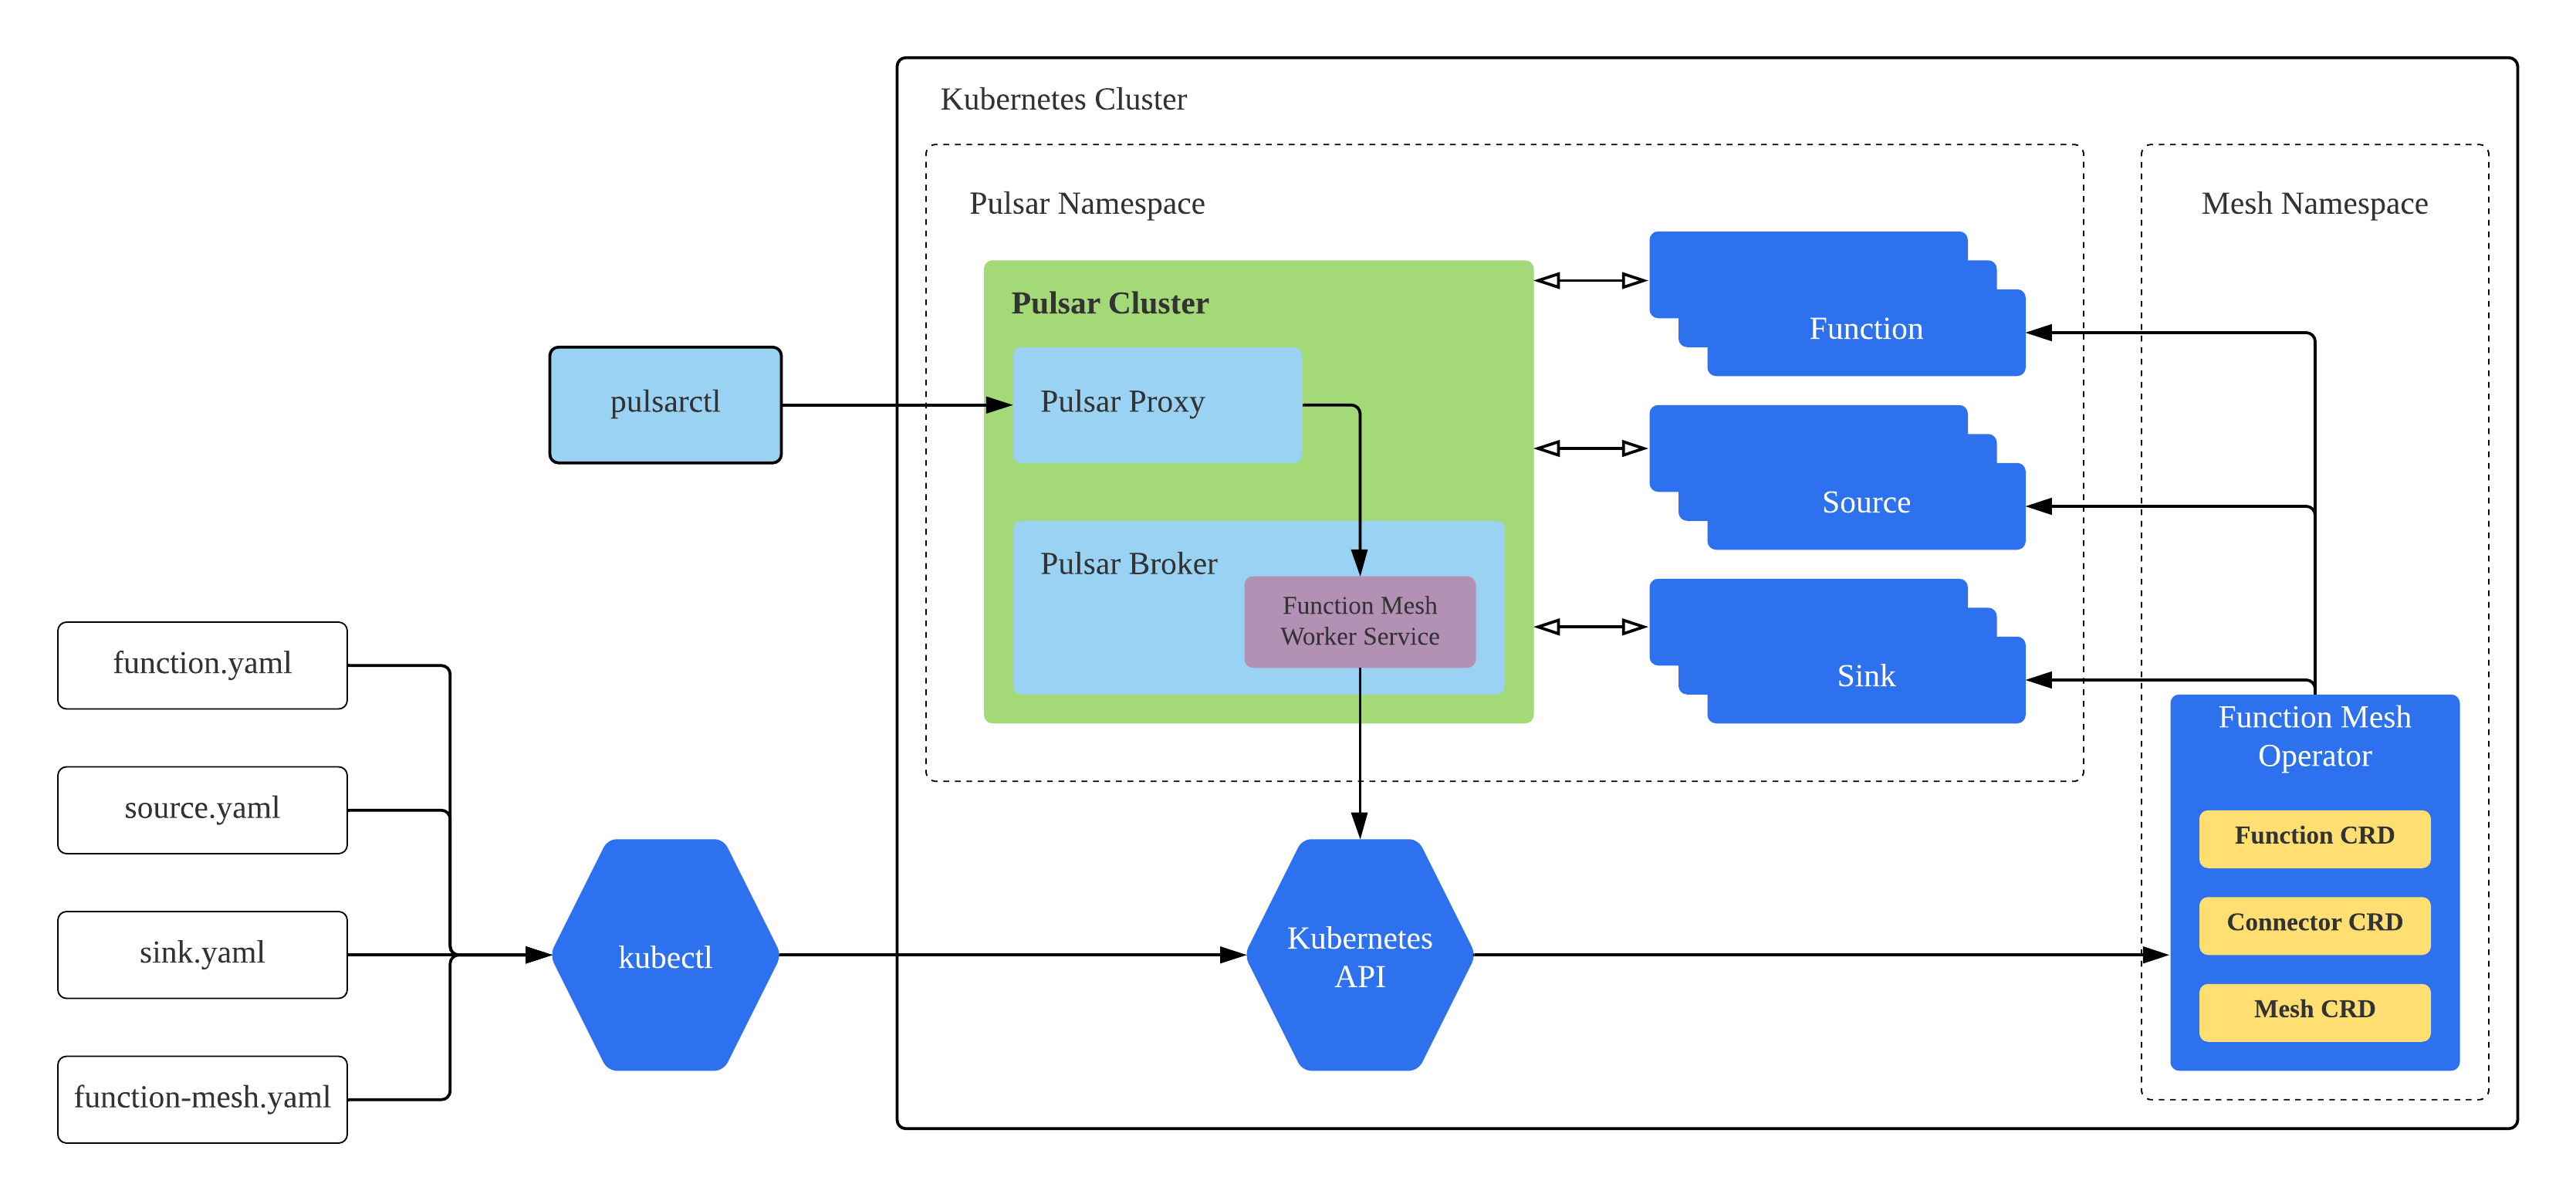 Kubernetes Cluster
Pulsar Namespace
Mesh Namespace
Pulsar Cluster
Function
pulsarctl
Pulsar Proxy
Source
Pulsar Broker
Function Mesh
Worker Service
Sink
function.yaml
source.yaml
sink.yaml
function-mesh.yaml
kubectl
Kubernetes
API
Function Mesh
Operator
Function CRD
Connector CRD
Mesh CRD